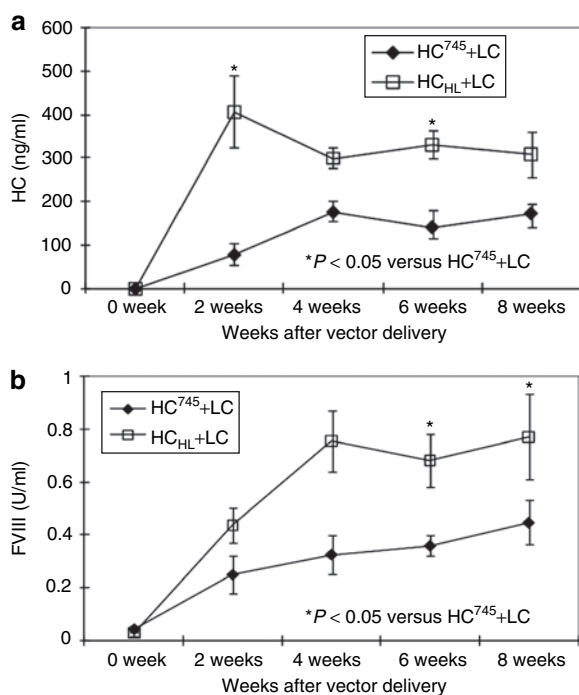 a
600
500
400
300
200
100
0
HC (ng/ml)
HC⁷⁴⁵+LC
HC_HL+LC
*
*
*P < 0.05 versus HC⁷⁴⁵+LC
0 week 2 weeks 4 weeks 6 weeks 8 weeks
Weeks after vector delivery
b
1
0.8
0.6
0.4
0.2
0
FVIII (U/ml)
HC⁷⁴⁵+LC
HC_HL+LC
*
*
*P < 0.05 versus HC⁷⁴⁵+LC
0 week 2 weeks 4 weeks 6 weeks 8 weeks
Weeks after vector delivery